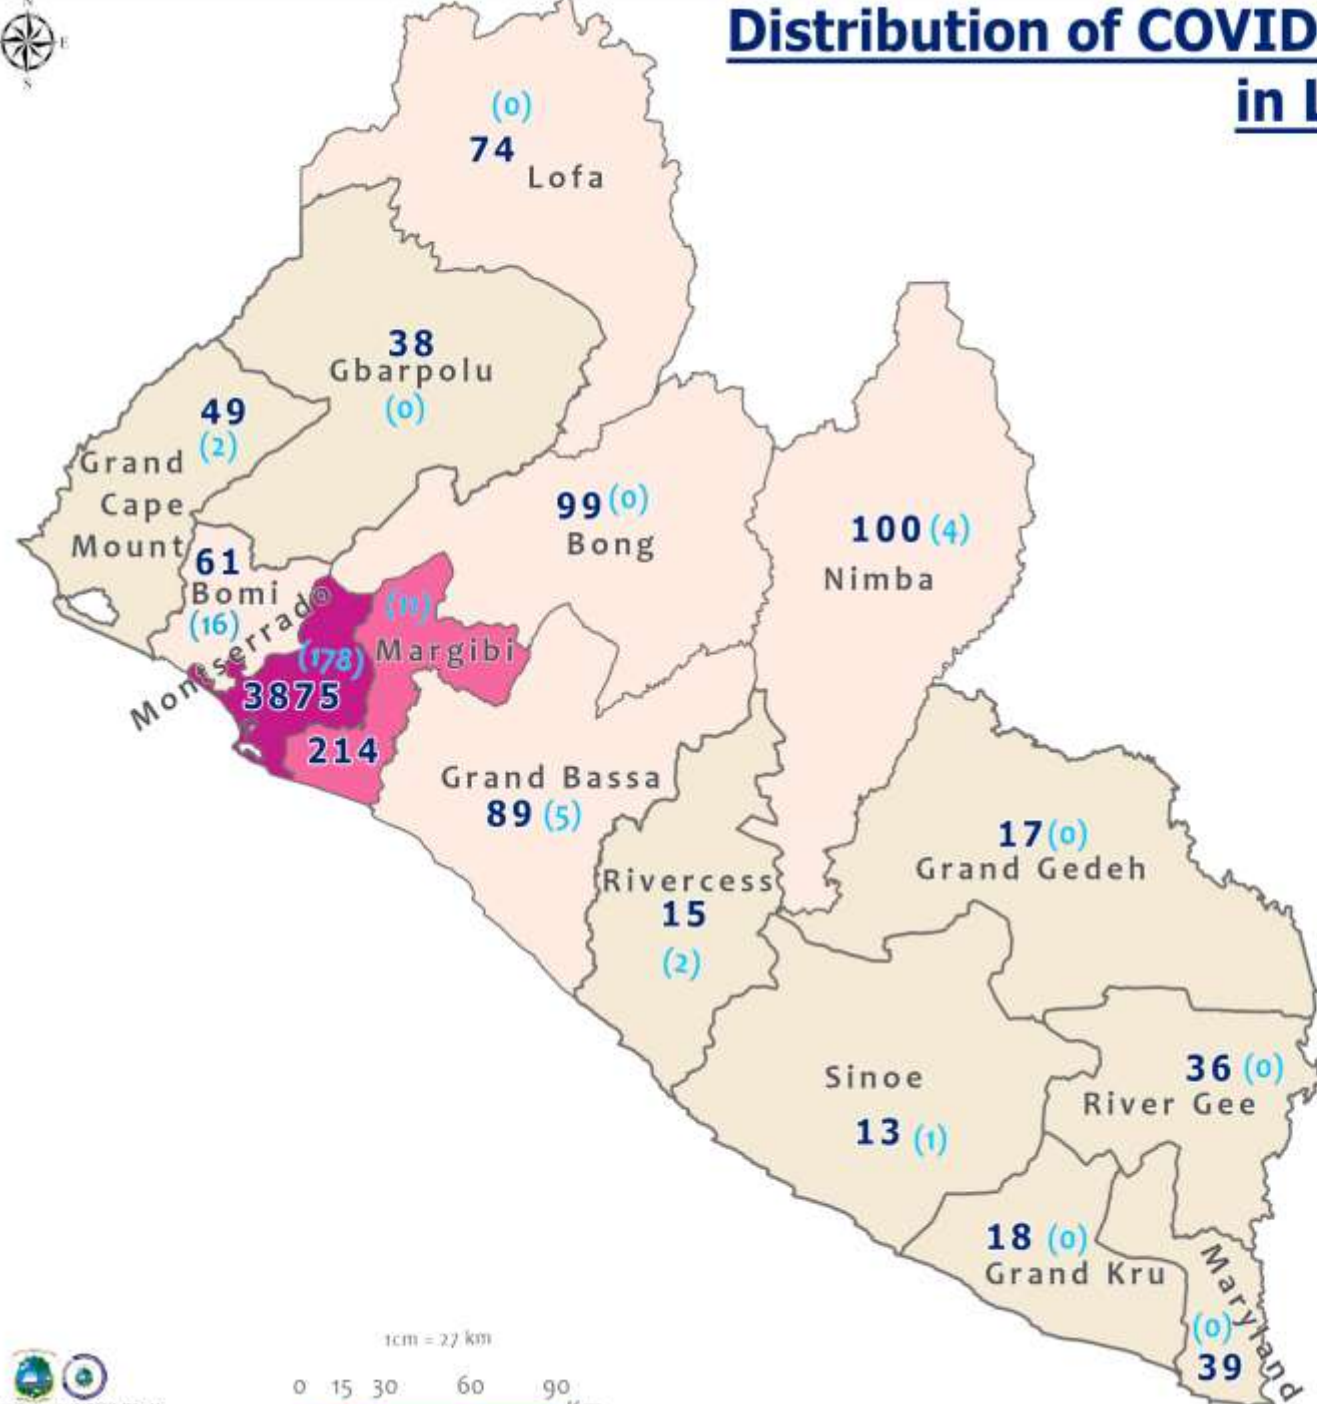 N
E
S
Distribution of COVID
in L
(0)
74
Lofa
38
Gbarpolu
(0)
49
(2)
Grand
Cape
Mount
99 (0)
Bong
100 (4)
Nimba
61
Bomi
(16)
Montserrado
(178)
3875
(11)
Margibi
214
Grand Bassa
89 (5)
Rivercess
15
(2)
17 (0)
Grand Gedeh
Sinoe
13 (1)
36 (0)
River Gee
18 (0)
Grand Kru
Maryland
(0)
39
1cm = 27 km
0 15 30 60 90